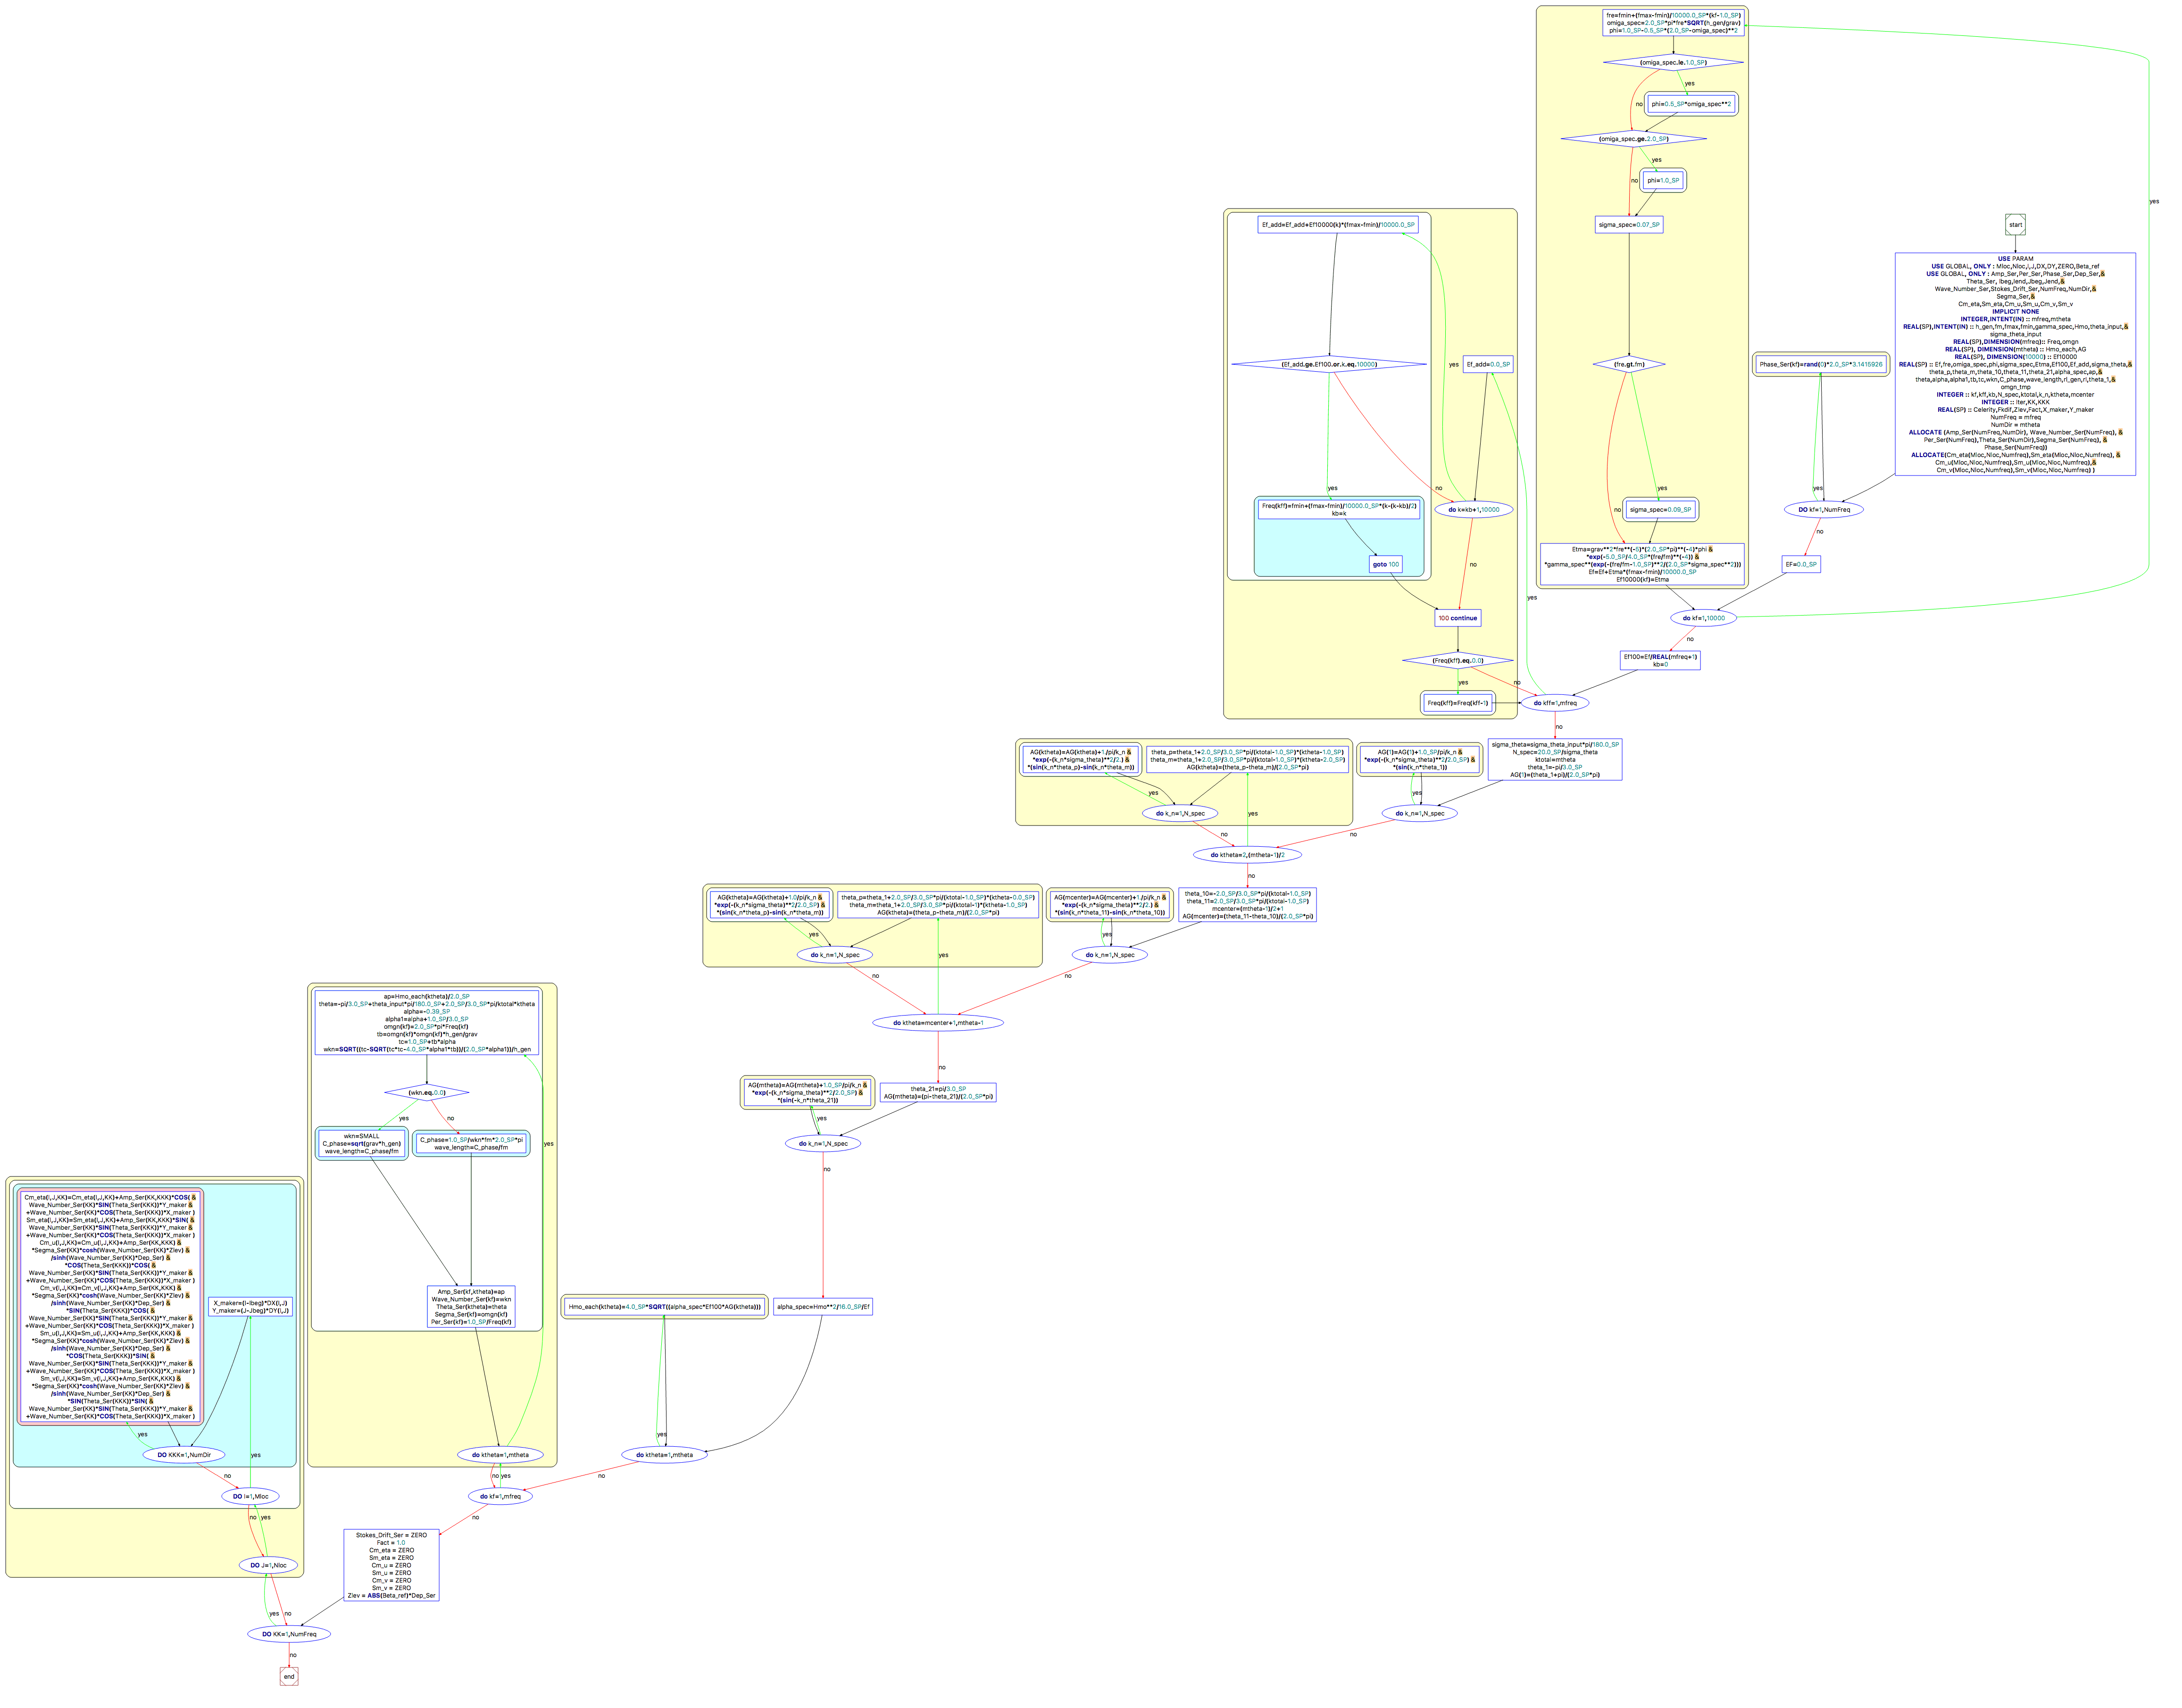 start
USE PARAM
USE GLOBAL, ONLY : Mloc,Nloc,I,J,DX,DY,ZERO,Beta_ref
USE GLOBAL, ONLY : Amp_Ser,Per_Ser,Phase_Ser,Dep_Ser,&
Theta_Ser, Ibeg,Iend,Jbeg,Jend,&
Wave_Number_Ser,Stokes_Drift_Ser,NumFreq,NumDir,&
Segma_Ser,&
Cm_eta,Sm_eta,Cm_u,Sm_u,Cm_v,Sm_v
IMPLICIT NONE
INTEGER,INTENT(IN) :: mfreq,mtheta
REAL(SP),INTENT(IN) :: h_gen,fm,fmax,fmin,gamma_spec,Hmo,theta_input,&
sigma_theta_input
REAL(SP),DIMENSION(mfreq):: Freq,omgn
REAL(SP), DIMENSION(mtheta) :: Hmo_each,AG
REAL(SP), DIMENSION(10000) :: Ef10000
REAL(SP) :: Ef,fre,omiga_spec,phi,sigma_spec,Etma,Ef100,Ef_add,sigma_theta,&
theta_p,theta_m,theta_10,theta_11,theta_21,alpha_spec,ap,&
theta,alpha,alpha1,tb,tc,wkn,C_phase,wave_length,rl_gen,rl,theta_1,&
omgn_tmp
INTEGER :: kf,kff,kb,N_spec,ktotal,k_n,ktheta,mcenter
INTEGER :: Iter,KK,KKK
REAL(SP) :: Celerity,Fkdif,Zlev,Fact,X_maker,Y_maker
NumFreq = mfreq
NumDir = mtheta
ALLOCATE (Amp_Ser(NumFreq,NumDir), Wave_Number_Ser(NumFreq), &
Per_Ser(NumFreq),Theta_Ser(NumDir),Segma_Ser(NumFreq), &
Phase_Ser(NumFreq))
ALLOCATE(Cm_eta(Mloc,Nloc,Numfreq),Sm_eta(Mloc,Nloc,Numfreq), &
Cm_u(Mloc,Nloc,Numfreq),Sm_u(Mloc,Nloc,Numfreq),&
Cm_v(Mloc,Nloc,Numfreq),Sm_v(Mloc,Nloc,Numfreq) )
Phase_Ser(kf)=rand(0)*2.0_SP*3.1415926
yes
DO kf=1,NumFreq
no
EF=0.0_SP
fre=fmin+(fmax-fmin)/10000.0_SP*(kf-1.0_SP)
omiga_spec=2.0_SP*pi*fre*SQRT(h_gen/grav)
phi=1.0_SP-0.5_SP*(2.0_SP-omiga_spec)**2
(omiga_spec.le.1.0_SP)
yes
no
phi=0.5_SP*omiga_spec**2
(omiga_spec.ge.2.0_SP)
yes
no
phi=1.0_SP
sigma_spec=0.07_SP
(fre.gt.fm)
yes
no
sigma_spec=0.09_SP
Etma=grav**2*fre**(-5)*(2.0_SP*pi)**(-4)*phi &
*exp(-5.0_SP/4.0_SP*(fre/fm)**(-4)) &
*gamma_spec**(exp(-(fre/fm-1.0_SP)**2/(2.0_SP*sigma_spec**2)))
Ef=Ef+Etma*(fmax-fmin)/10000.0_SP
Ef10000(kf)=Etma
do kf=1,10000
yes
no
Ef100=Ef/REAL(mfreq+1)
kb=0
Ef_add=Ef_add+Ef10000(k)*(fmax-fmin)/10000.0_SP
(Ef_add.ge.Ef100.or.k.eq.10000)
Ef_add=0.0_SP
yes
yes
no
Freq(kff)=fmin+(fmax-fmin)/10000.0_SP*(k-(k-kb)/2)
kb=k
do k=kb+1,10000
goto 100
no
yes
100 continue
(Freq(kff).eq.0.0)
yes
no
Freq(kff)=Freq(kff-1)
do kff=1,mfreq
no
sigma_theta=sigma_theta_input*pi/180.0_SP
N_spec=20.0_SP/sigma_theta
ktotal=mtheta
theta_1=-pi/3.0_SP
AG(1)=(theta_1+pi)/(2.0_SP*pi)
AG(1)=AG(1)+1.0_SP/pi/k_n &
*exp(-(k_n*sigma_theta)**2/2.0_SP) &
*(sin(k_n*theta_1))
yes
do k_n=1,N_spec
no
AG(ktheta)=AG(ktheta)+1./pi/k_n &
*exp(-(k_n*sigma_theta)**2/2.) &
*(sin(k_n*theta_p)-sin(k_n*theta_m))
theta_p=theta_1+2.0_SP/3.0_SP*pi/(ktotal-1.0_SP)*(ktheta-1.0_SP)
theta_m=theta_1+2.0_SP/3.0_SP*pi/(ktotal-1.0_SP)*(ktheta-2.0_SP)
AG(ktheta)=(theta_p-theta_m)/(2.0_SP*pi)
yes
do k_n=1,N_spec
yes
no
do ktheta=2,(mtheta-1)/2
no
theta_10=-2.0_SP/3.0_SP*pi/(ktotal-1.0_SP)
theta_11=2.0_SP/3.0_SP*pi/(ktotal-1.0_SP)
mcenter=(mtheta-1)/2+1
AG(mcenter)=(theta_11-theta_10)/(2.0_SP*pi)
AG(mcenter)=AG(mcenter)+1./pi/k_n &
*exp(-(k_n*sigma_theta)**2/2.) &
*(sin(k_n*theta_11)-sin(k_n*theta_10))
yes
do k_n=1,N_spec
no
AG(ktheta)=AG(ktheta)+1.0/pi/k_n &
*exp(-(k_n*sigma_theta)**2/2.0_SP) &
*(sin(k_n*theta_p)-sin(k_n*theta_m))
theta_p=theta_1+2.0_SP/3.0_SP*pi/(ktotal-1.0_SP)*(ktheta-0.0_SP)
theta_m=theta_1+2.0_SP/3.0_SP*pi/(ktotal-1)*(ktheta-1.0_SP)
AG(ktheta)=(theta_p-theta_m)/(2.0_SP*pi)
yes
do k_n=1,N_spec
yes
no
do ktheta=mcenter+1,mtheta-1
no
theta_21=pi/3.0_SP
AG(mtheta)=(pi-theta_21)/(2.0_SP*pi)
AG(mtheta)=AG(mtheta)+1.0_SP/pi/k_n &
*exp(-(k_n*sigma_theta)**2/2.0_SP) &
*(sin(-k_n*theta_21))
yes
do k_n=1,N_spec
no
alpha_spec=Hmo**2/16.0_SP/Ef
Hmo_each(ktheta)=4.0_SP*SQRT((alpha_spec*Ef100*AG(ktheta)))
yes
do ktheta=1,mtheta
no
ap=Hmo_each(ktheta)/2.0_SP
theta=-pi/3.0_SP+theta_input*pi/180.0_SP+2.0_SP/3.0_SP*pi/ktotal*ktheta
alpha=-0.39_SP
alpha1=alpha+1.0_SP/3.0_SP
omgn(kf)=2.0_SP*pi*Freq(kf)
tb=omgn(kf)*omgn(kf)*h_gen/grav
tc=1.0_SP+tb*alpha
wkn=SQRT((tc-SQRT(tc*tc-4.0_SP*alpha1*tb))/(2.0_SP*alpha1))/h_gen
(wkn.eq.0.0)
yes
no
wkn=SMALL
C_phase=sqrt(grav*h_gen)
wave_length=C_phase/fm
C_phase=1.0_SP/wkn*fm*2.0_SP*pi
wave_length=C_phase/fm
yes
Amp_Ser(kf,ktheta)=ap
Wave_Number_Ser(kf)=wkn
Theta_Ser(ktheta)=theta
Segma_Ser(kf)=omgn(kf)
Per_Ser(kf)=1.0_SP/Freq(kf)
do ktheta=1,mtheta
no
yes
do kf=1,mfreq
no
Stokes_Drift_Ser = ZERO
Fact = 1.0
Cm_eta = ZERO
Sm_eta = ZERO
Cm_u = ZERO
Sm_u = ZERO
Cm_v = ZERO
Sm_v = ZERO
Zlev = ABS(Beta_ref)*Dep_Ser
Cm_eta(I,J,KK)=Cm_eta(I,J,KK)+Amp_Ser(KK,KKK)*COS( &
Wave_Number_Ser(KK)*SIN(Theta_Ser(KKK))*Y_maker &
+Wave_Number_Ser(KK)*COS(Theta_Ser(KKK))*X_maker )
Sm_eta(I,J,KK)=Sm_eta(I,J,KK)+Amp_Ser(KK,KKK)*SIN( &
Wave_Number_Ser(KK)*SIN(Theta_Ser(KKK))*Y_maker &
+Wave_Number_Ser(KK)*COS(Theta_Ser(KKK))*X_maker )
Cm_u(I,J,KK)=Cm_u(I,J,KK)+Amp_Ser(KK,KKK) &
*Segma_Ser(KK)*cosh(Wave_Number_Ser(KK)*Zlev) &
/sinh(Wave_Number_Ser(KK)*Dep_Ser) &
*COS(Theta_Ser(KKK))*COS( &
Wave_Number_Ser(KK)*SIN(Theta_Ser(KKK))*Y_maker &
+Wave_Number_Ser(KK)*COS(Theta_Ser(KKK))*X_maker )
Cm_v(I,J,KK)=Cm_v(I,J,KK)+Amp_Ser(KK,KKK) &
*Segma_Ser(KK)*cosh(Wave_Number_Ser(KK)*Zlev) &
/sinh(Wave_Number_Ser(KK)*Dep_Ser) &
*SIN(Theta_Ser(KKK))*COS( &
Wave_Number_Ser(KK)*SIN(Theta_Ser(KKK))*Y_maker &
+Wave_Number_Ser(KK)*COS(Theta_Ser(KKK))*X_maker )
Sm_u(I,J,KK)=Sm_u(I,J,KK)+Amp_Ser(KK,KKK) &
*Segma_Ser(KK)*cosh(Wave_Number_Ser(KK)*Zlev) &
/sinh(Wave_Number_Ser(KK)*Dep_Ser) &
*COS(Theta_Ser(KKK))*SIN( &
Wave_Number_Ser(KK)*SIN(Theta_Ser(KKK))*Y_maker &
+Wave_Number_Ser(KK)*COS(Theta_Ser(KKK))*X_maker )
Sm_v(I,J,KK)=Sm_v(I,J,KK)+Amp_Ser(KK,KKK) &
*Segma_Ser(KK)*cosh(Wave_Number_Ser(KK)*Zlev) &
/sinh(Wave_Number_Ser(KK)*Dep_Ser) &
*SIN(Theta_Ser(KKK))*SIN( &
Wave_Number_Ser(KK)*SIN(Theta_Ser(KKK))*Y_maker &
+Wave_Number_Ser(KK)*COS(Theta_Ser(KKK))*X_maker )
X_maker=(I-Ibeg)*DX(I,J)
Y_maker=(J-Jbeg)*DY(I,J)
yes
DO KKK=1,NumDir
yes
no
DO I=1,Mloc
no
yes
DO J=1,Nloc
yes
no
DO KK=1,NumFreq
no
end